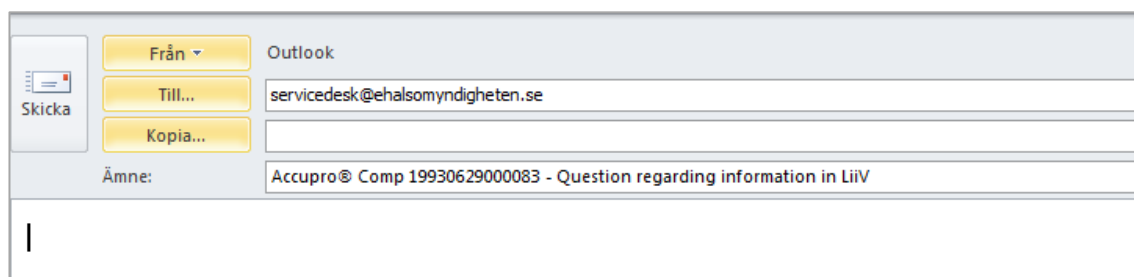 Från Outlook
Skicka
Till... servicedesk@ehalsomyndigheten.se
Kopia...
Ämne: Accupro® Comp 19930629000083 - Question regarding information in LiiV